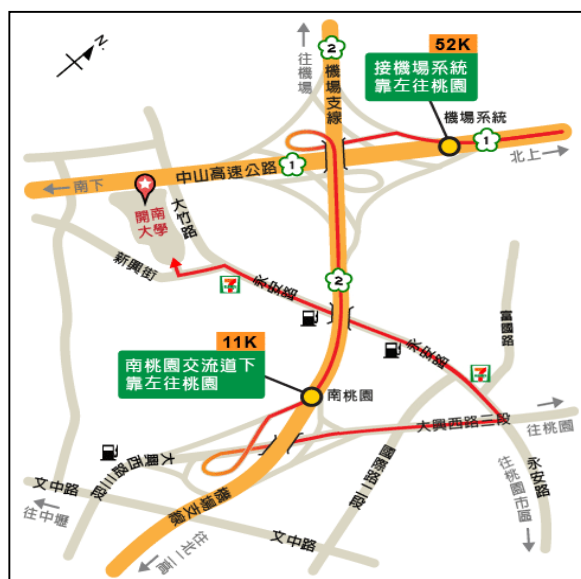 N.
2
往機場
機場支線
52K
接機場系統
靠左往桃園
機場系統
1
北上
中山高速公路
1
南下
開南
大學
大竹路
新興街
7
永安路
2
富國路
永安路
7
11K
南桃園交流道下
靠左往桃園
南桃園
大興西路二段
往桃園
大興西路三段
國際路二段
永安路
往桃園市區
文中路
往中壢
機場支線
文中路
往北二高